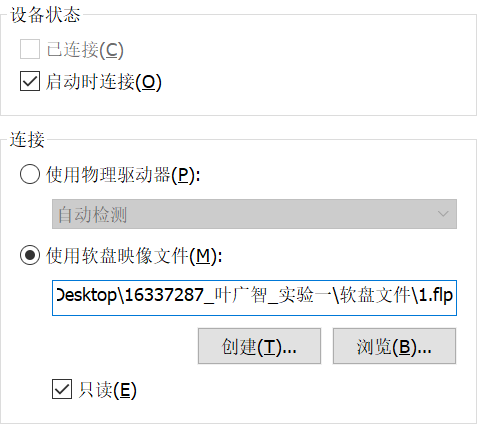 设备状态
已连接(C)
启动时连接(O)
连接
使用物理驱动器(P):
自动检测
使用软盘映像文件(M):
Desktop\16337287_叶广智_实验一\软盘文件\1.flp
创建(T)... 浏览(B)...
只读(E)